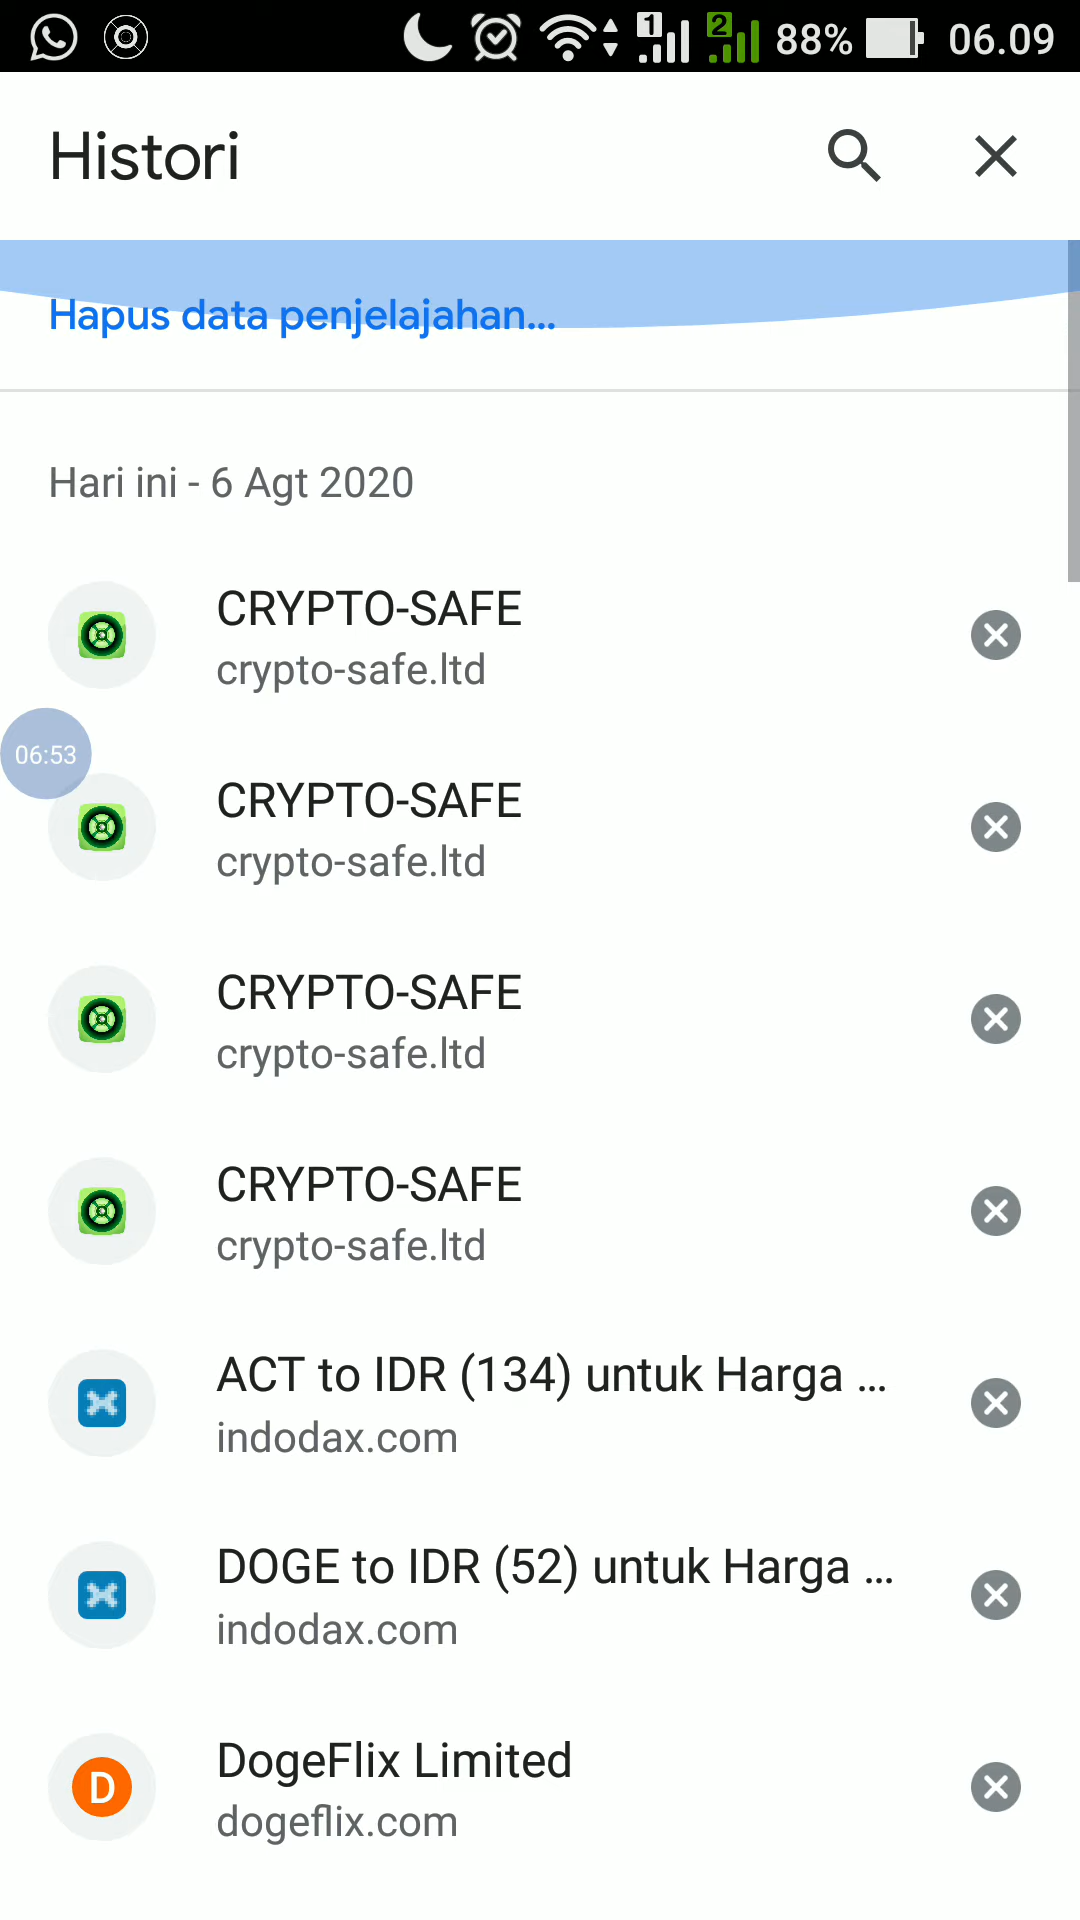 1 2 88% 06.09
Histori
Hapus data penjelajahan...
Hari ini - 6 Agt 2020
CRYPTO-SAFE
crypto-safe.ltd
06:53
CRYPTO-SAFE
crypto-safe.ltd
CRYPTO-SAFE
crypto-safe.ltd
CRYPTO-SAFE
crypto-safe.ltd
ACT to IDR (134) untuk Harga ...
indodax.com
DOGE to IDR (52) untuk Harga ...
indodax.com
D
DogeFlix Limited
dogeflix.com